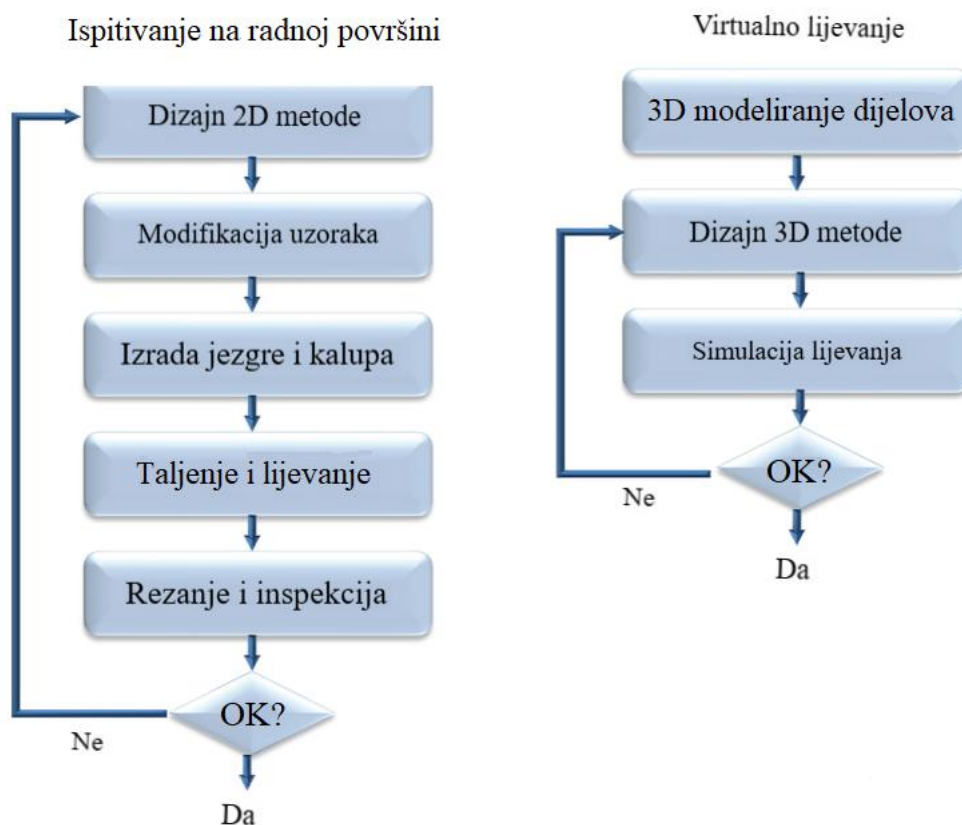 Ispitivanje na radnoj površini
Dizajn 2D metode
Modifikacija uzoraka
Izrada jezgre i kalupa
Taljenje i lijevanje
Rezanje i inspekcija
OK?
Ne
Da
Virtualno lijevanje
3D modeliranje dijelova
Dizajn 3D metode
Simulacija lijevanja
OK?
Ne
Da